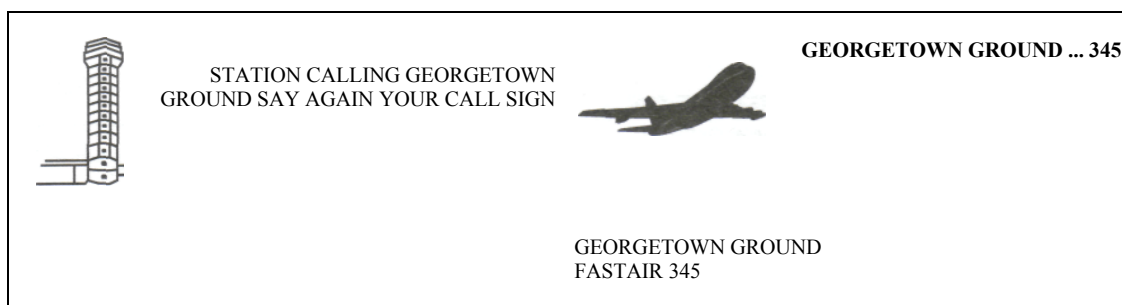 GEORGETOWN GROUND ... 345
STATION CALLING GEORGETOWN
GROUND SAY AGAIN YOUR CALL SIGN
GEORGETOWN GROUND
FASTAIR 345